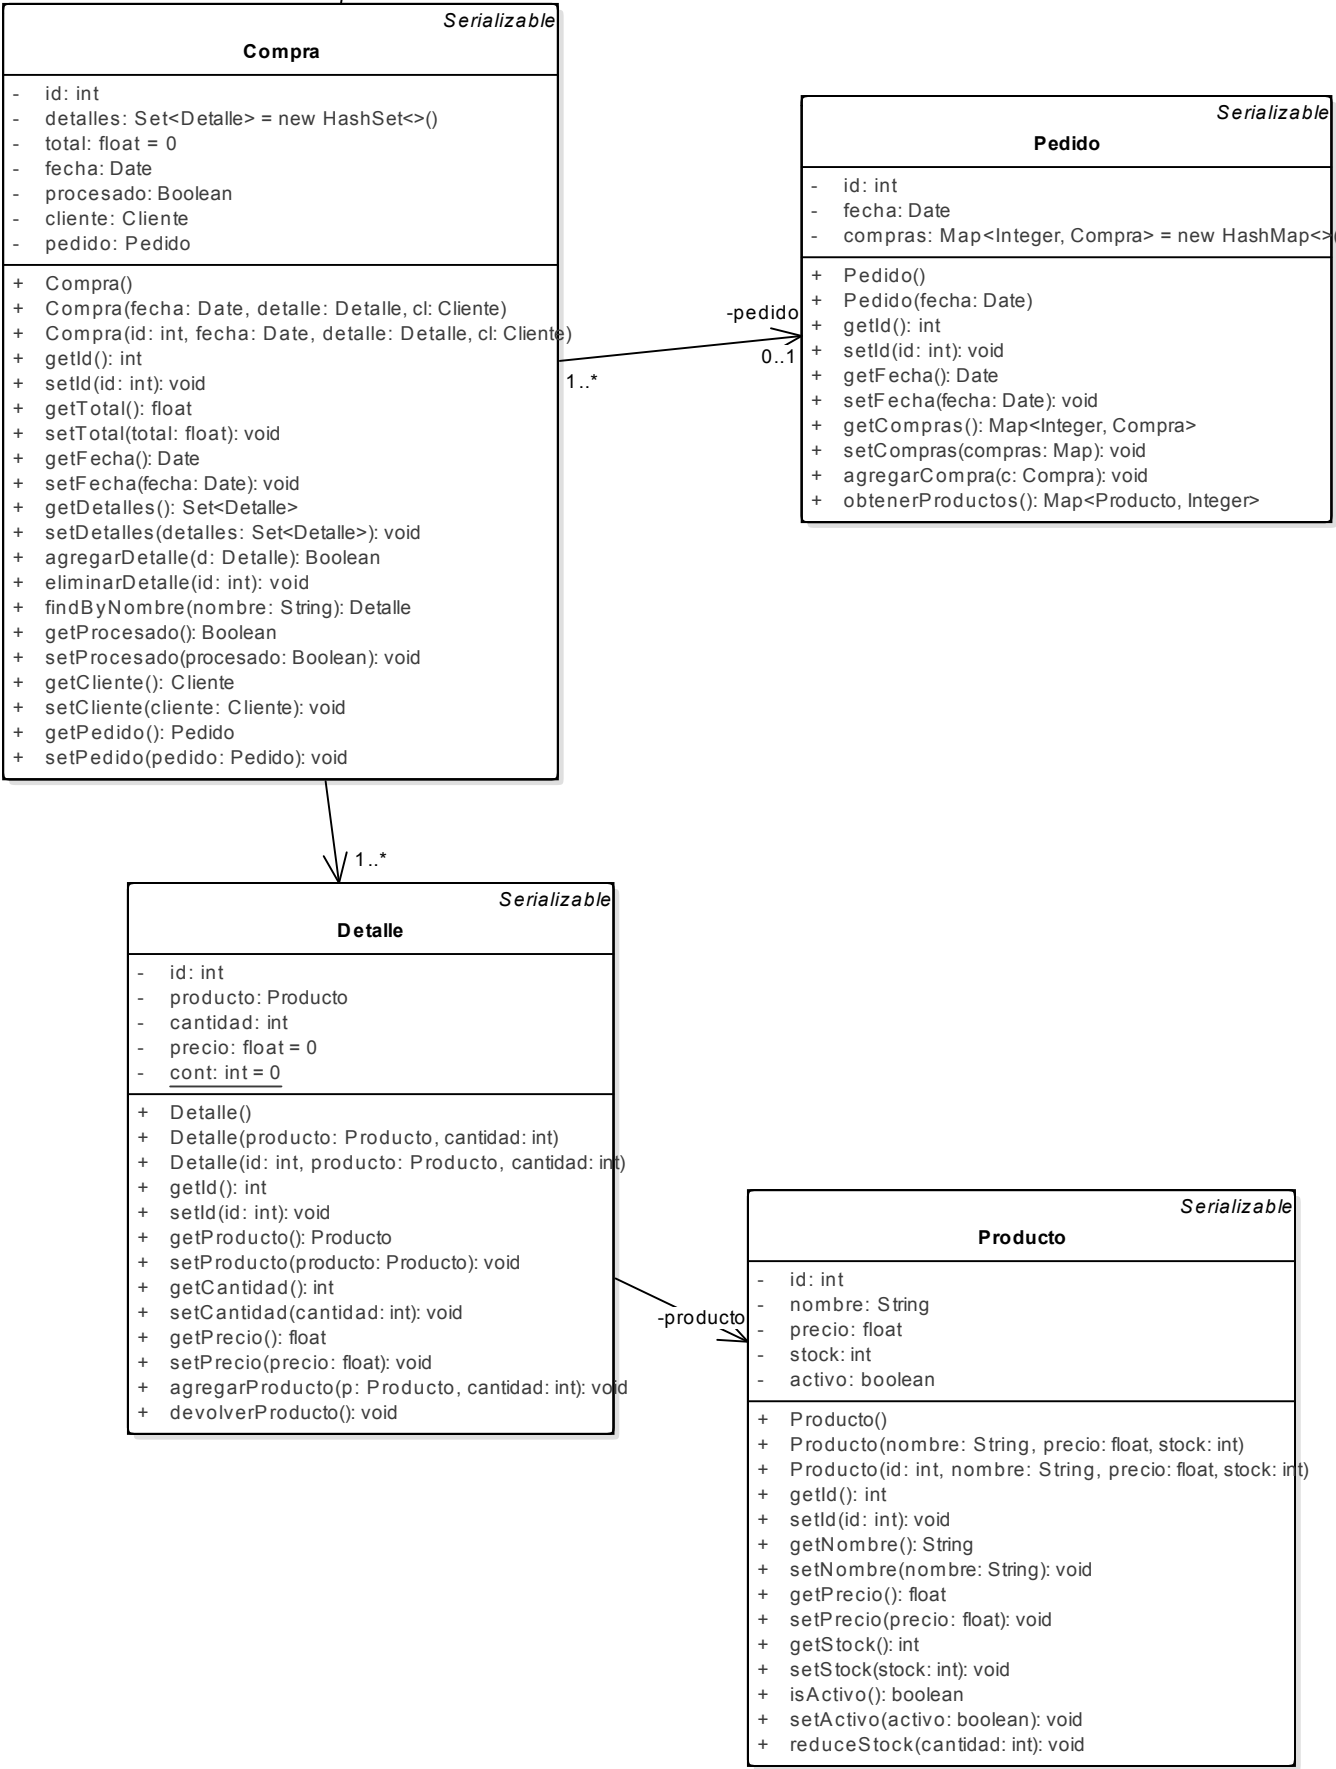 Serializable
Compra
- id: int
- detalles: Set<Detalle> = new HashSet<>()
- total: float = 0
- fecha: Date
- procesado: Boolean
- cliente: Cliente
- pedido: Pedido
+ Compra()
+ Compra(fecha: Date, detalle: Detalle, cl: Cliente)
+ Compra(id: int, fecha: Date, detalle: Detalle, cl: Cliente)
+ getId(): int
+ setId(id: int): void
+ getTotal(): float
+ setTotal(total: float): void
+ getFecha(): Date
+ setFecha(fecha: Date): void
+ getDetalles(): Set<Detalle>
+ setDetalles(detalles: Set<Detalle>): void
+ agregarDetalle(d: Detalle): Boolean
+ eliminarDetalle(id: int): void
+ findByNombre(nombre: String): Detalle
+ getProcesado(): Boolean
+ setProcesado(procesado: Boolean): void
+ getCliente(): Cliente
+ setCliente(cliente: Cliente): void
+ getPedido(): Pedido
+ setPedido(pedido: Pedido): void
-pedido
0..1
1..*
Serializable
Pedido
- id: int
- fecha: Date
- compras: Map<Integer, Compra> = new HashMap<>(
+ Pedido()
+ Pedido(fecha: Date)
+ getId(): int
+ setId(id: int): void
+ getFecha(): Date
+ setFecha(fecha: Date): void
+ getCompras(): Map<Integer, Compra>
+ setCompras(compras: Map): void
+ agregarCompra(c: Compra): void
+ obtenerProductos(): Map<Producto, Integer>
1..*
Serializable
Detalle
- id: int
- producto: Producto
- cantidad: int
- precio: float = 0
- cont: int = 0
+ Detalle()
+ Detalle(producto: Producto, cantidad: int)
+ Detalle(id: int, producto: Producto, cantidad: int)
+ getId(): int
+ setId(id: int): void
+ getProducto(): Producto
+ setProducto(producto: Producto): void
+ getCantidad(): int
+ setCantidad(cantidad: int): void
+ getPrecio(): float
+ setPrecio(precio: float): void
+ agregarProducto(p: Producto, cantidad: int): void
+ devolverProducto(): void
-producto
Serializable
Producto
- id: int
- nombre: String
- precio: float
- stock: int
- activo: boolean
+ Producto()
+ Producto(nombre: String, precio: float, stock: int)
+ Producto(id: int, nombre: String, precio: float, stock: int)
+ getId(): int
+ setId(id: int): void
+ getNombre(): String
+ setNombre(nombre: String): void
+ getPrecio(): float
+ setPrecio(precio: float): void
+ getStock(): int
+ setStock(stock: int): void
+ isActivo(): boolean
+ setActivo(activo: boolean): void
+ reduceStock(cantidad: int): void